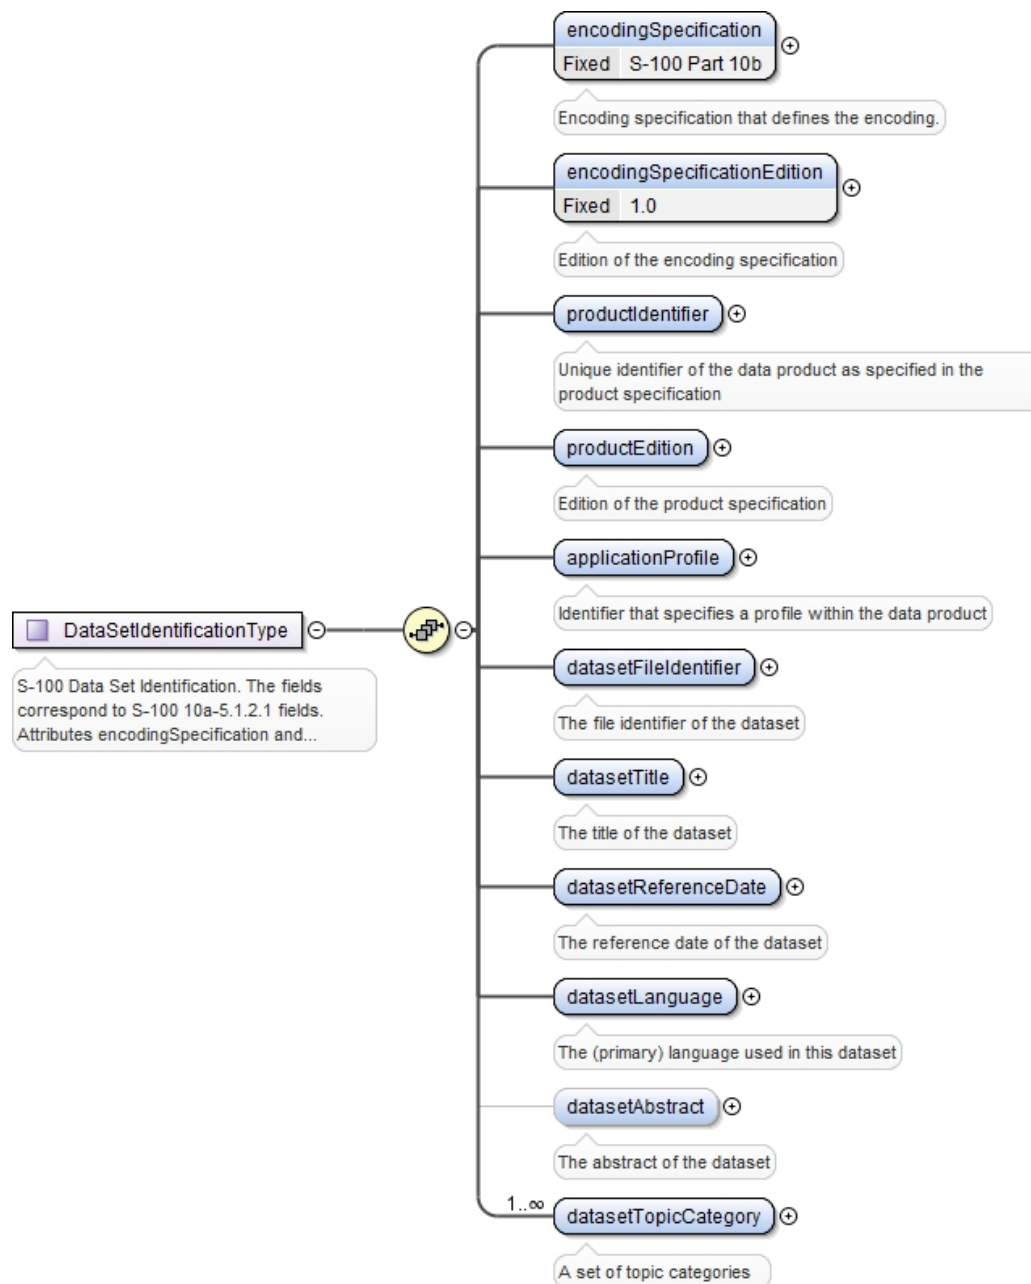 encodingSpecification
Fixed S-100 Part 10b
Encoding specification that defines the encoding.
encodingSpecificationEdition
Fixed 1.0
Edition of the encoding specification
productIdentifier
Unique identifier of the data product as specified in the
product specification
productEdition
Edition of the product specification
applicationProfile
Identifier that specifies a profile within the data product
DataSetIdentificationType
S-100 Data Set Identification. The fields
correspond to S-100 10a-5.1.2.1 fields.
Attributes encodingSpecification and...
datasetFileIdentifier
The file identifier of the dataset
datasetTitle
The title of the dataset
datasetReferenceDate
The reference date of the dataset
datasetLanguage
The (primary) language used in this dataset
datasetAbstract
The abstract of the dataset
1..∞
datasetTopicCategory
A set of topic categories